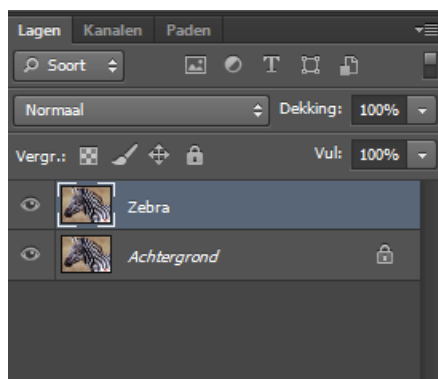 Lagen Kanalen Paden
Soort
Normaal Dekking: 100%
Vergr.: Vul: 100%
Zebra
Achtergrond